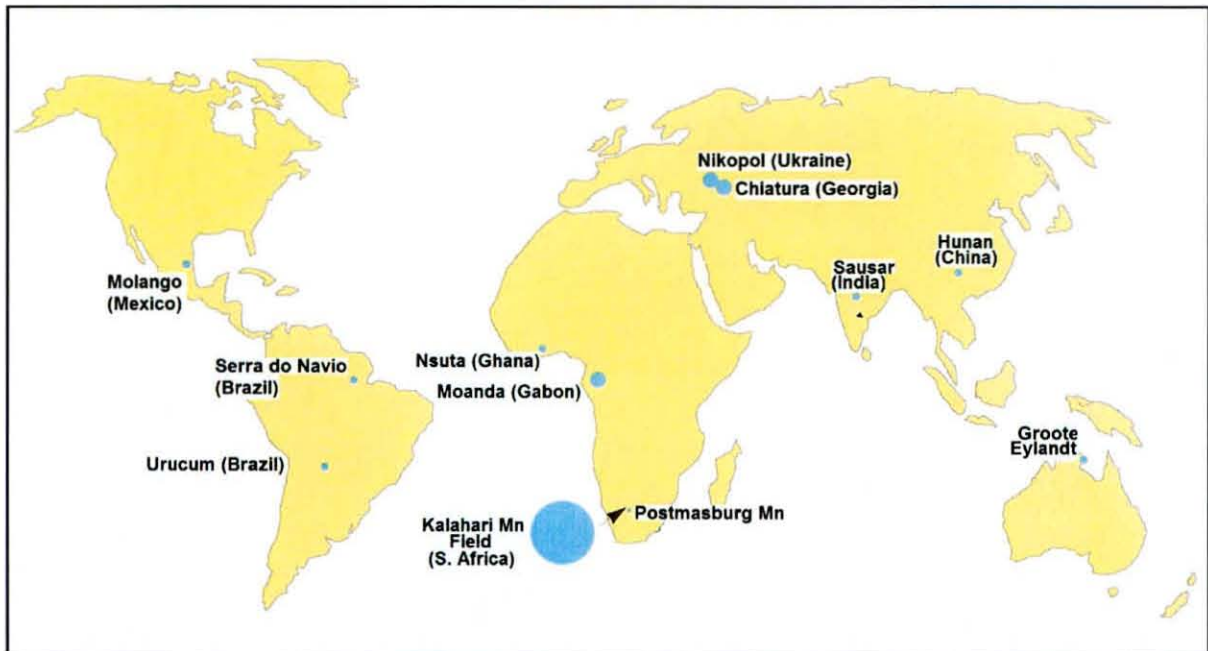 Nikopol (Ukraine)
Chiatura (Georgia)
Hunan
(China)
Sausar
(India)
Molango
(Mexico)
Nsuta (Ghana)
Serra do Navio
(Brazil)
Moanda (Gabon)
Groote
Eylandt
Urucum (Brazil)
Postmasburg Mn
Kalahari Mn
Field
(S. Africa)